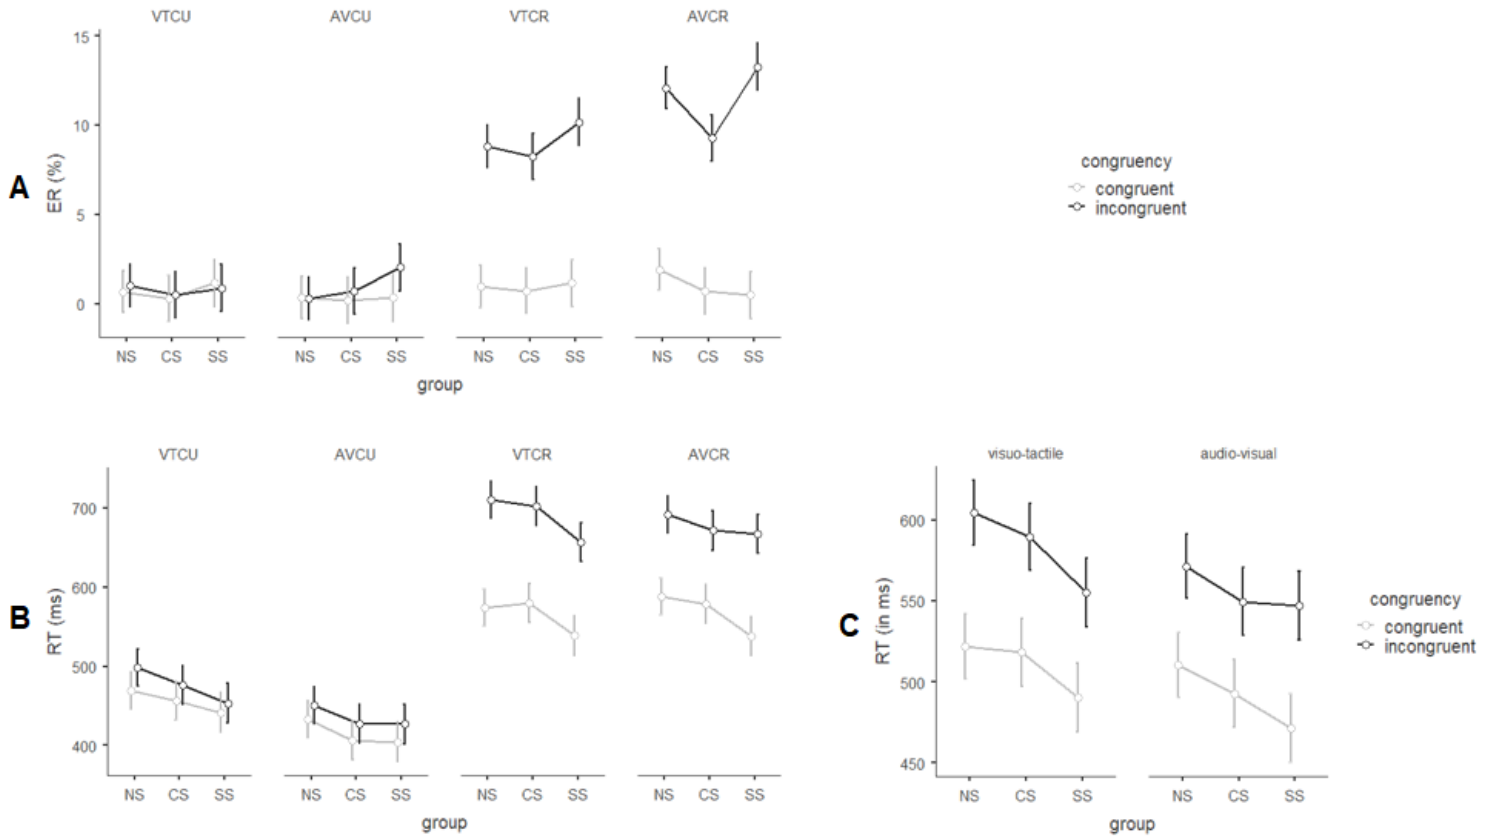 VTCU AVCU VTCR AVCR
15
10
5
0
ER (%)
A
NS CS SS NS CS SS NS CS SS NS CS SS
group
congruency
congruent
incongruent
VTCU AVCU VTCR AVCR
700
600
500
400
RT (ms)
B
NS CS SS NS CS SS NS CS SS NS CS SS
group
visuo-tactile audio-visual
600
550
500
450
RT (in ms)
C
NS CS SS NS CS SS
group
congruency
congruent
incongruent